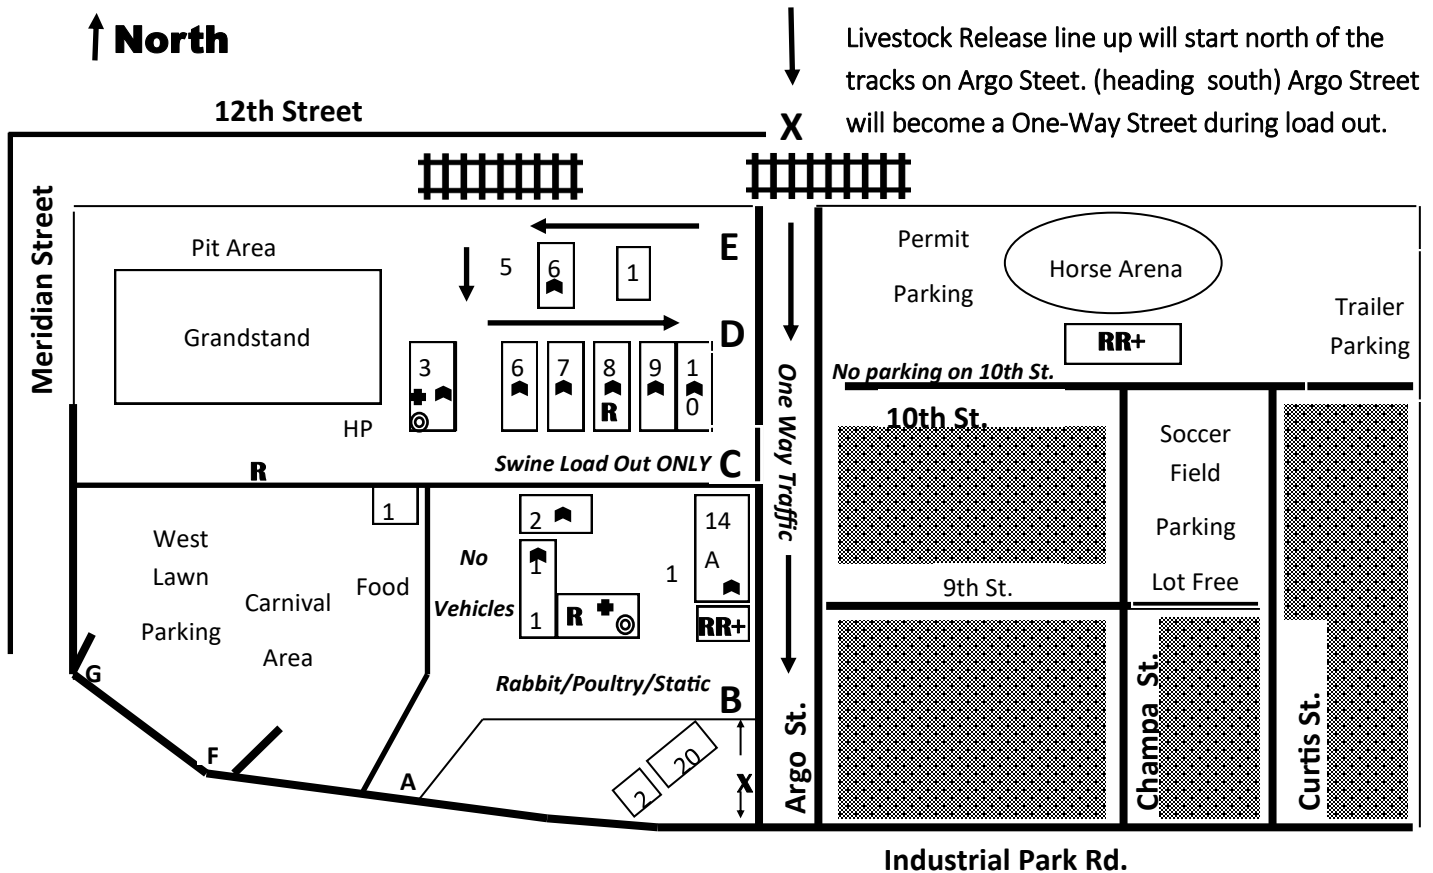 North
Livestock Release line up will start north of the
tracks on Argo Steet. (heading south) Argo Street
will become a One-Way Street during load out.
12th Street
X
Meridian Street
Pit Area
Grandstand
5
6
1
E
D
3
6
7
8
R
9
1
0
HP
R
Swine Load Out ONLY
C
One Way Traffic
Permit
Parking
Horse Arena
RR+
Trailer
Parking
No parking on 10th St.
10th St.
Soccer
Field
Parking
Lot Free
9th St.
1
West
Lawn
Parking
Carnival
Area
Food
No
Vehicles
2
1
1
R
14
A
1
RR+
Rabbit/Poultry/Static
B
G
F
A
2
20
X
Argo St.
Champa St.
Curtis St.
Industrial Park Rd.